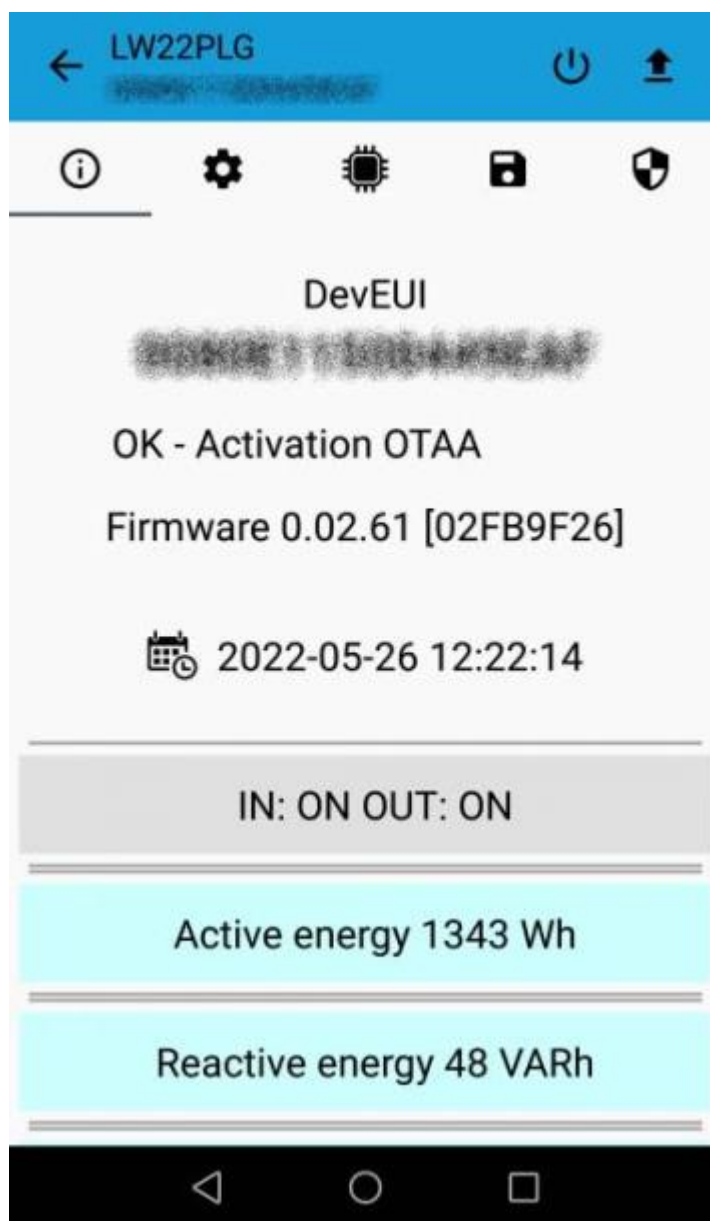 LW22PLG
DevEUI
OK - Activation OTAA
Firmware 0.02.61 [02FB9F26]
2022-05-26 12:22:14
IN: ON OUT: ON
Active energy 1343 Wh
Reactive energy 48 VARh